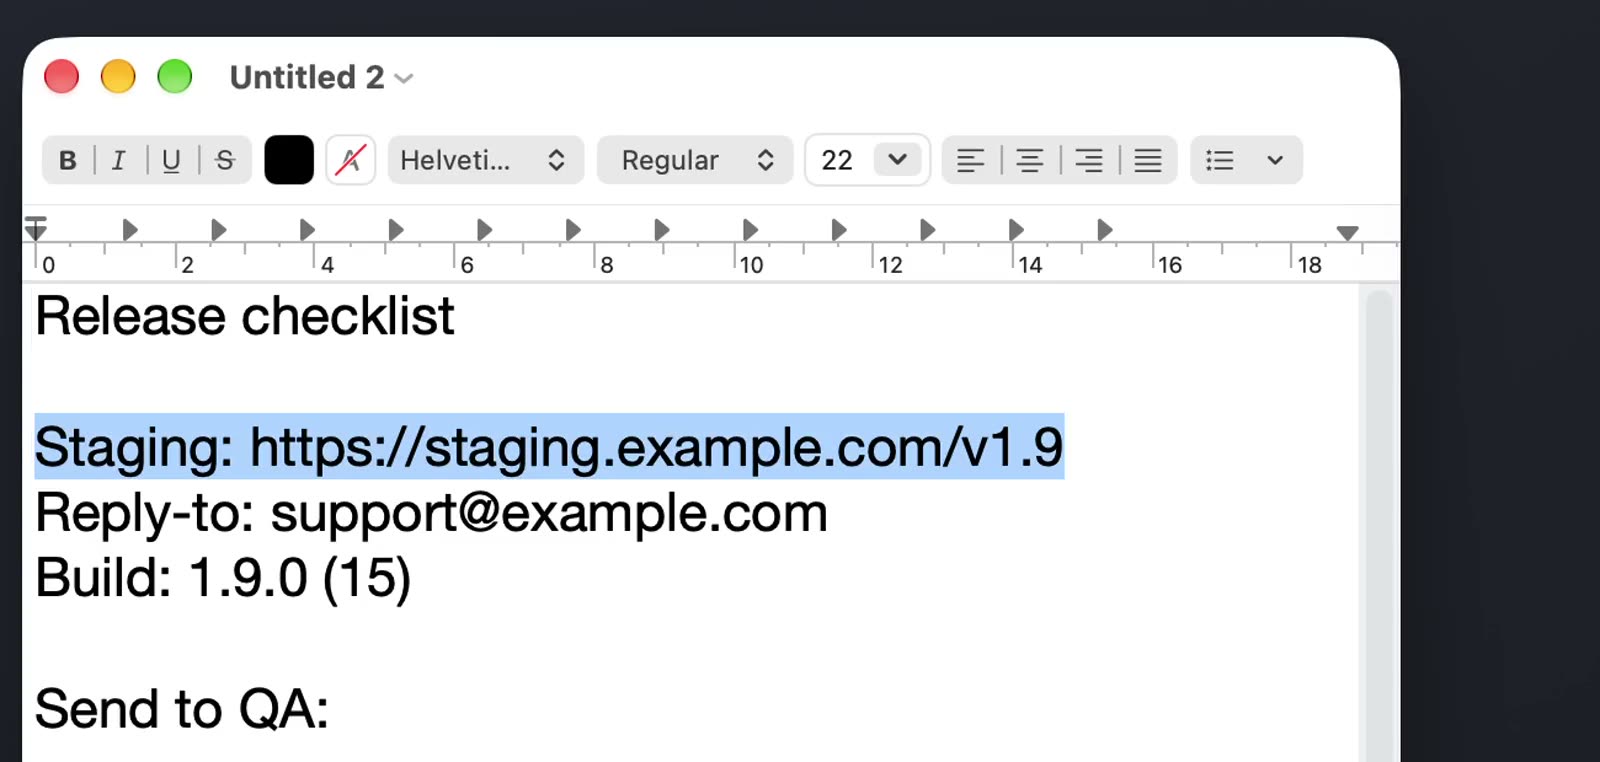 Untitled 2
B I U S A Helveti... Regular 22
0 2 4 6 8 10 12 14 16 18
Release checklist
Staging: https://staging.example.com/v1.9
Reply-to: support@example.com
Build: 1.9.0 (15)
Send to QA: